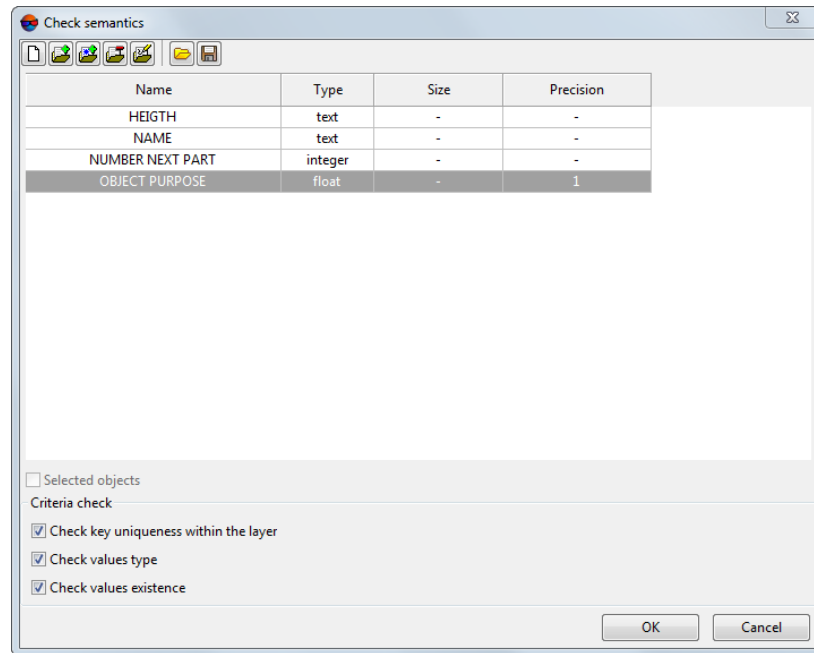 Check semantics
Name Type Size Precision
HEIGTH text - -
NAME text - -
NUMBER NEXT PART integer - -
OBJECT PURPOSE float - 1
Selected objects
Criteria check
Check key uniqueness within the layer
Check values type
Check values existence
OK Cancel